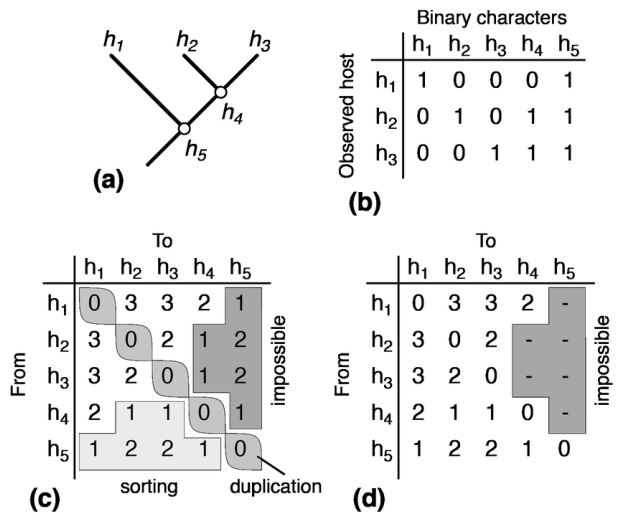 h1 h2 h3
h4
h5
(a)
Binary characters
h1 h2 h3 h4 h5
Observed host
h1 1 0 0 0 1
h2 0 1 0 1 1
h3 0 0 1 1 1
(b)
To
h1 h2 h3 h4 h5
From
h1 0 3 3 2 1
h2 3 0 2 1 2
h3 3 2 0 1 2
h4 2 1 1 0 1
h5 1 2 2 1 0
impossible
sorting
duplication
(c)
To
h1 h2 h3 h4 h5
From
h1 0 3 3 2 -
h2 3 0 2 - -
h3 3 2 0 - -
h4 2 1 1 0 -
h5 1 2 2 1 0
impossible
(d)